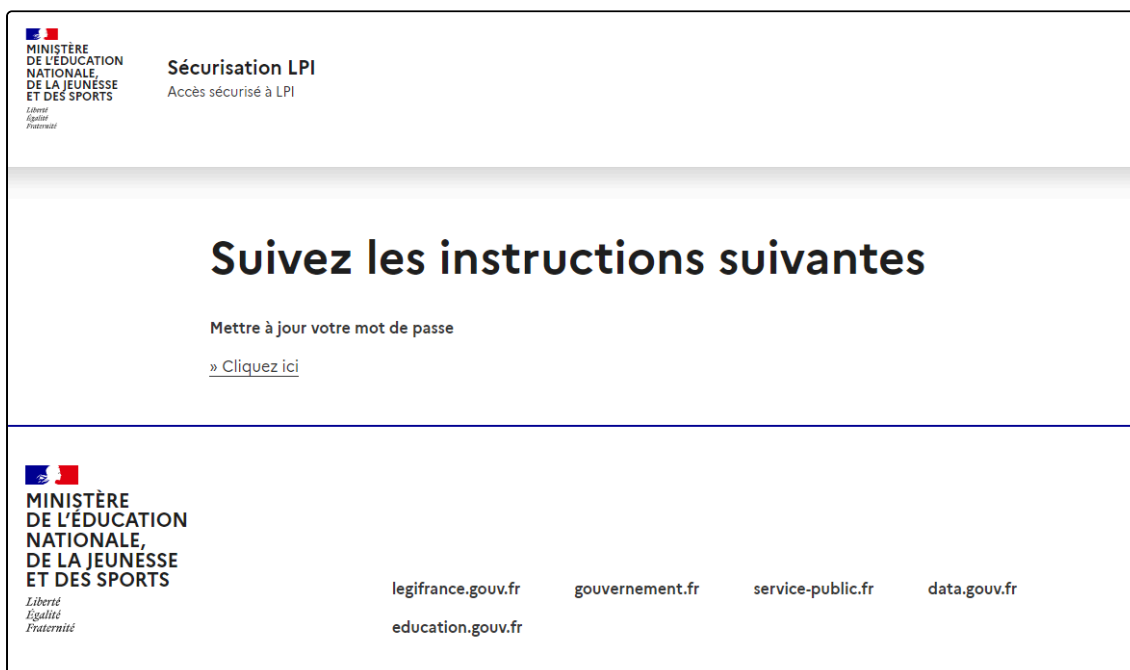 MINISTÈRE
DE L'ÉDUCATION
NATIONALE,
DE LA JEUNESSE
ET DES SPORTS
Liberté
Égalité
Fraternité
Sécurisation LPI
Accès sécurisé à LPI
Suivez les instructions suivantes
Mettre à jour votre mot de passe
» Cliquez ici
MINISTÈRE
DE L'ÉDUCATION
NATIONALE,
DE LA JEUNESSE
ET DES SPORTS
Liberté
Égalité
Fraternité
legifrance.gouv.fr gouvernement.fr service-public.fr data.gouv.fr
education.gouv.fr